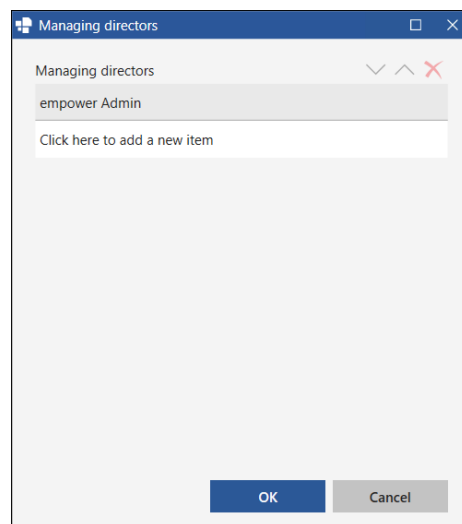 Managing directors
Managing directors
empower Admin
Click here to add a new item
OK
Cancel